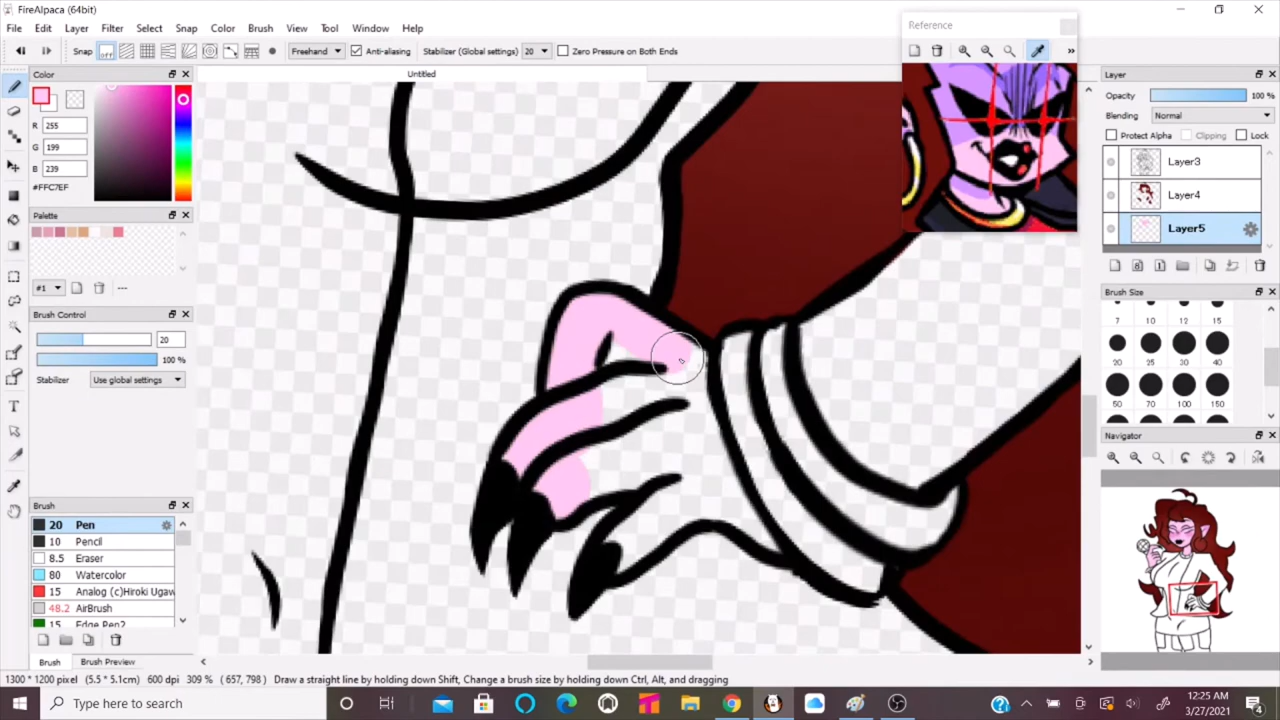 FireAlpaca (64bit)
File Edit Layer Filter Select Snap Color Brush View Tool Window Help
Snap off Freehand Anti-aliasing Stabilizer (Global settings) 20 Zero Pressure on Both Ends
Untitled
Reference
»
Color
R 255
G 199
B 239
#FFC7EF
Palette
#1
Brush Control
20
100 %
Stabilizer Use global settings
Brush
20 Pen
10 Pencil
8.5 Eraser
80 Watercolor
15 Analog (c)Hiroki Ugaw
48.2 AirBrush
15 Edge Pen2
Brush Brush Preview
Layer
Opacity 100 %
Blending Normal
Protect Alpha Clipping Lock
Layer3
Layer4
Layer5
Brush Size
7 10 12 15
20 25 30 40
50 70 100 150
Navigator
1300 * 1200 pixel (5.5 * 5.1cm) 600 dpi 309 % (657, 798) Draw a straight line by holding down Shift, Change a brush size by holding down Ctrl, Alt, and dragging
Type here to search
12:25 AM
3/27/2021
4